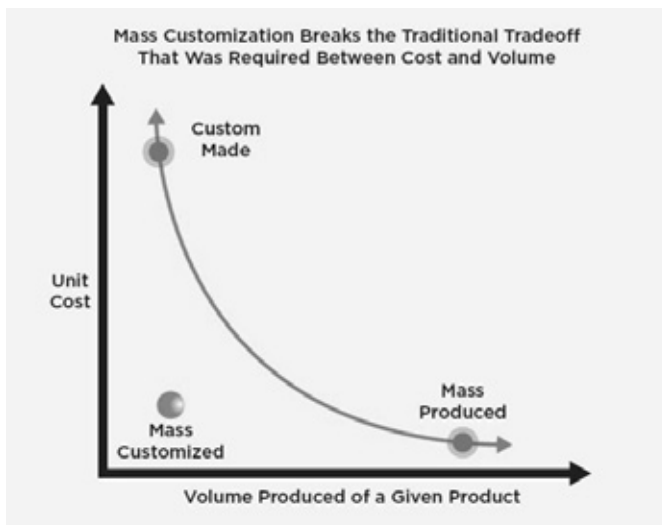 Mass Customization Breaks the Traditional Tradeoff
That Was Required Between Cost and Volume
Custom
Made
Unit
Cost
Mass
Produced
Mass
Customized
Volume Produced of a Given Product